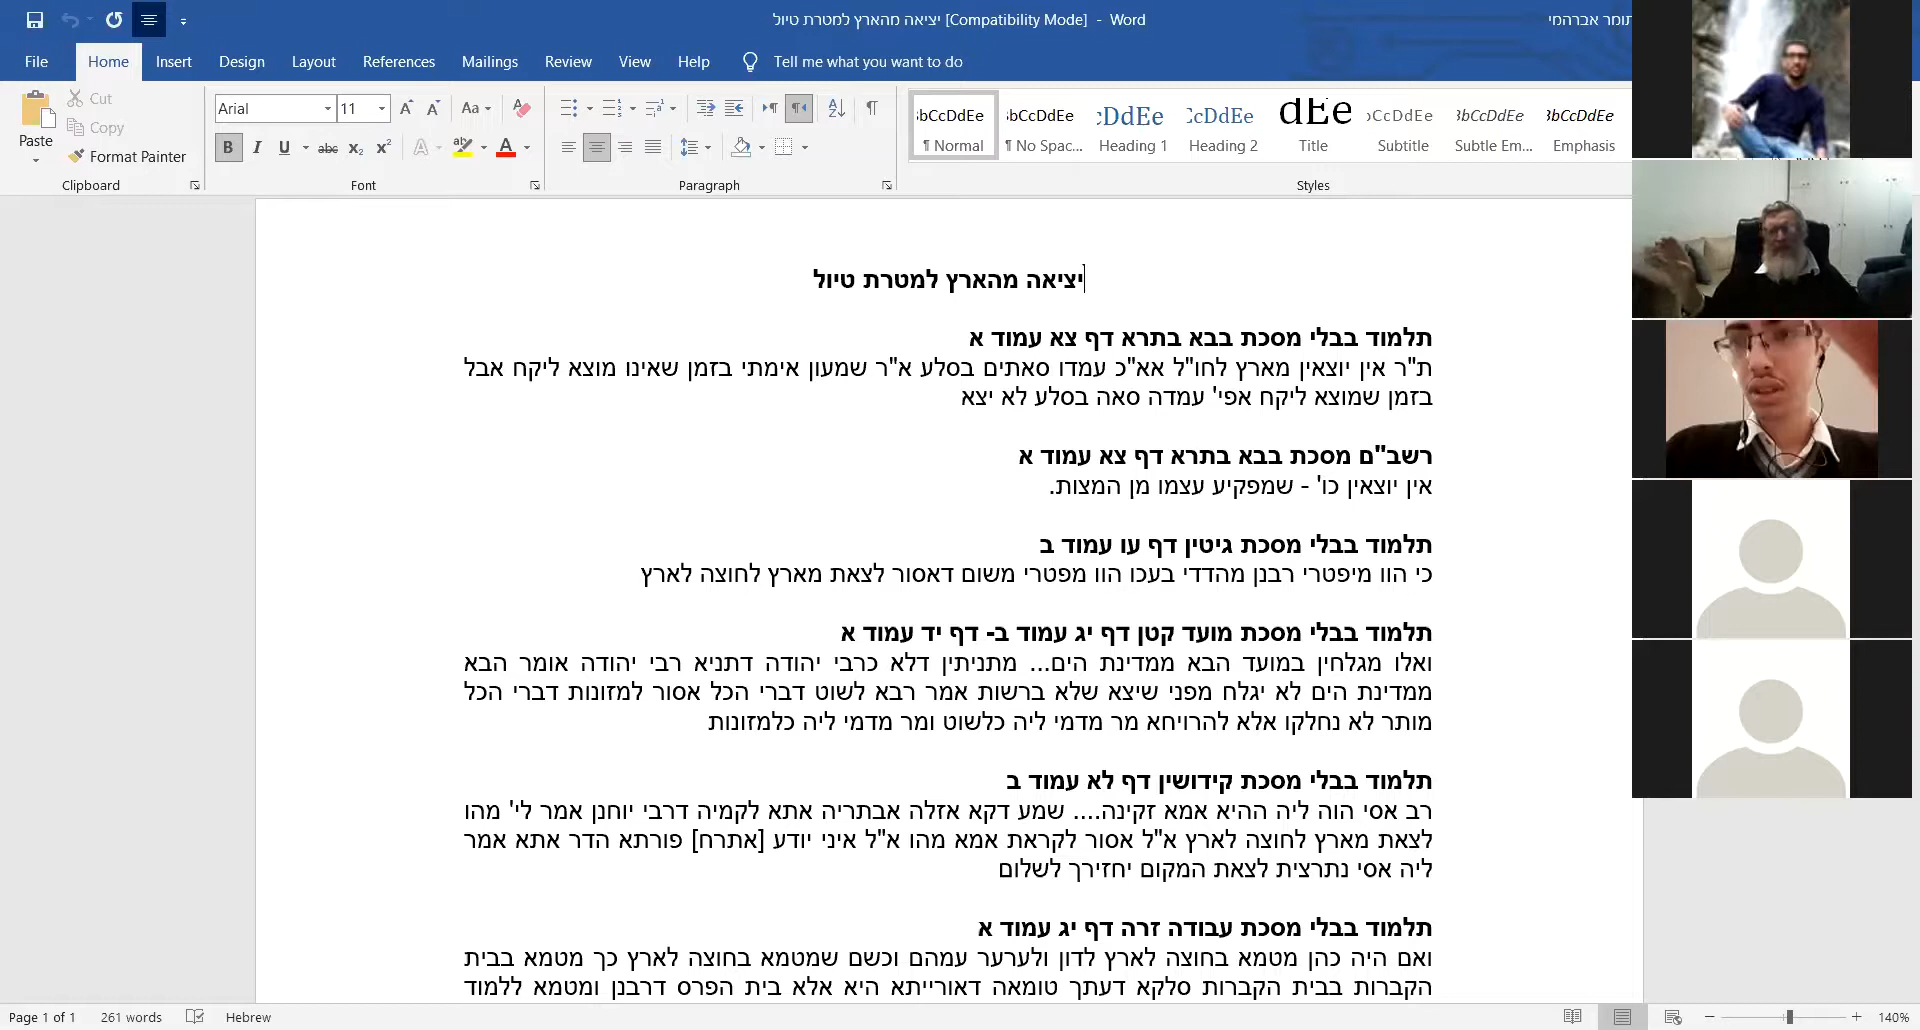 יציאה מהארץ למטרת טיול [Compatibility Mode] - Word
תומר אברהמי
File Home Insert Design Layout References Mailings Review View Help Tell me what you want to do
Paste
Cut
Copy
Format Painter
Clipboard
Arial 11
Font
Paragraph
¶ Normal ¶ No Spac... Heading 1 Heading 2 Title Subtitle Subtle Em... Emphasis
Styles
יציאה מהארץ למטרת טיול
תלמוד בבלי מסכת בבא בתרא דף צא עמוד א
ת"ר אין יוצאין מארץ לחו"ל אא"כ עמדו סאתים בסלע א"ר שמעון אימתי בזמן שאינו מוצא ליקח אבל
בזמן שמוצא ליקח אפי' עמדה סאה בסלע לא יצא
רשב"ם מסכת בבא בתרא דף צא עמוד א
אין יוצאין כו' - שמפקיע עצמו מן המצות.
תלמוד בבלי מסכת גיטין דף עו עמוד ב
כי הוו מיפטרי רבנן מהדדי בעכו הוו מפטרי משום דאסור לצאת מארץ לחוצה לארץ
תלמוד בבלי מסכת מועד קטן דף יג עמוד ב- דף יד עמוד א
ואלו מגלחין במועד הבא ממדינת הים... מתניתין דלא כרבי יהודה דתניא רבי יהודה אומר הבא
ממדינת הים לא יגלח מפני שיצא שלא ברשות אמר רבא לשוט דברי הכל אסור למזונות דברי הכל
מותר לא נחלקו אלא להרויחא מר מדמי ליה כלשוט ומר מדמי ליה כלמזונות
תלמוד בבלי מסכת קידושין דף לא עמוד ב
רב אסי הוה ליה ההיא אמא זקינה.... שמע דקא אזלה אבתריה אתא לקמיה דרבי יוחנן אמר לי' מהו
לצאת מארץ לחוצה לארץ א"ל אסור לקראת אמא מהו א"ל איני יודע [אתרח] פורתא הדר אתא אמר
ליה אסי נתרצית לצאת המקום יחזירך לשלום
תלמוד בבלי מסכת עבודה זרה דף יג עמוד א
ואם היה כהן מטמא בחוצה לארץ לדון ולערער עמהם וכשם שמטמא בחוצה לארץ כך מטמא בבית
הקברות בבית הקברות סלקא דעתך טומאה דאורייתא היא אלא בית הפרס דרבנן ומטמא ללמוד
Page 1 of 1 261 words Hebrew 140%